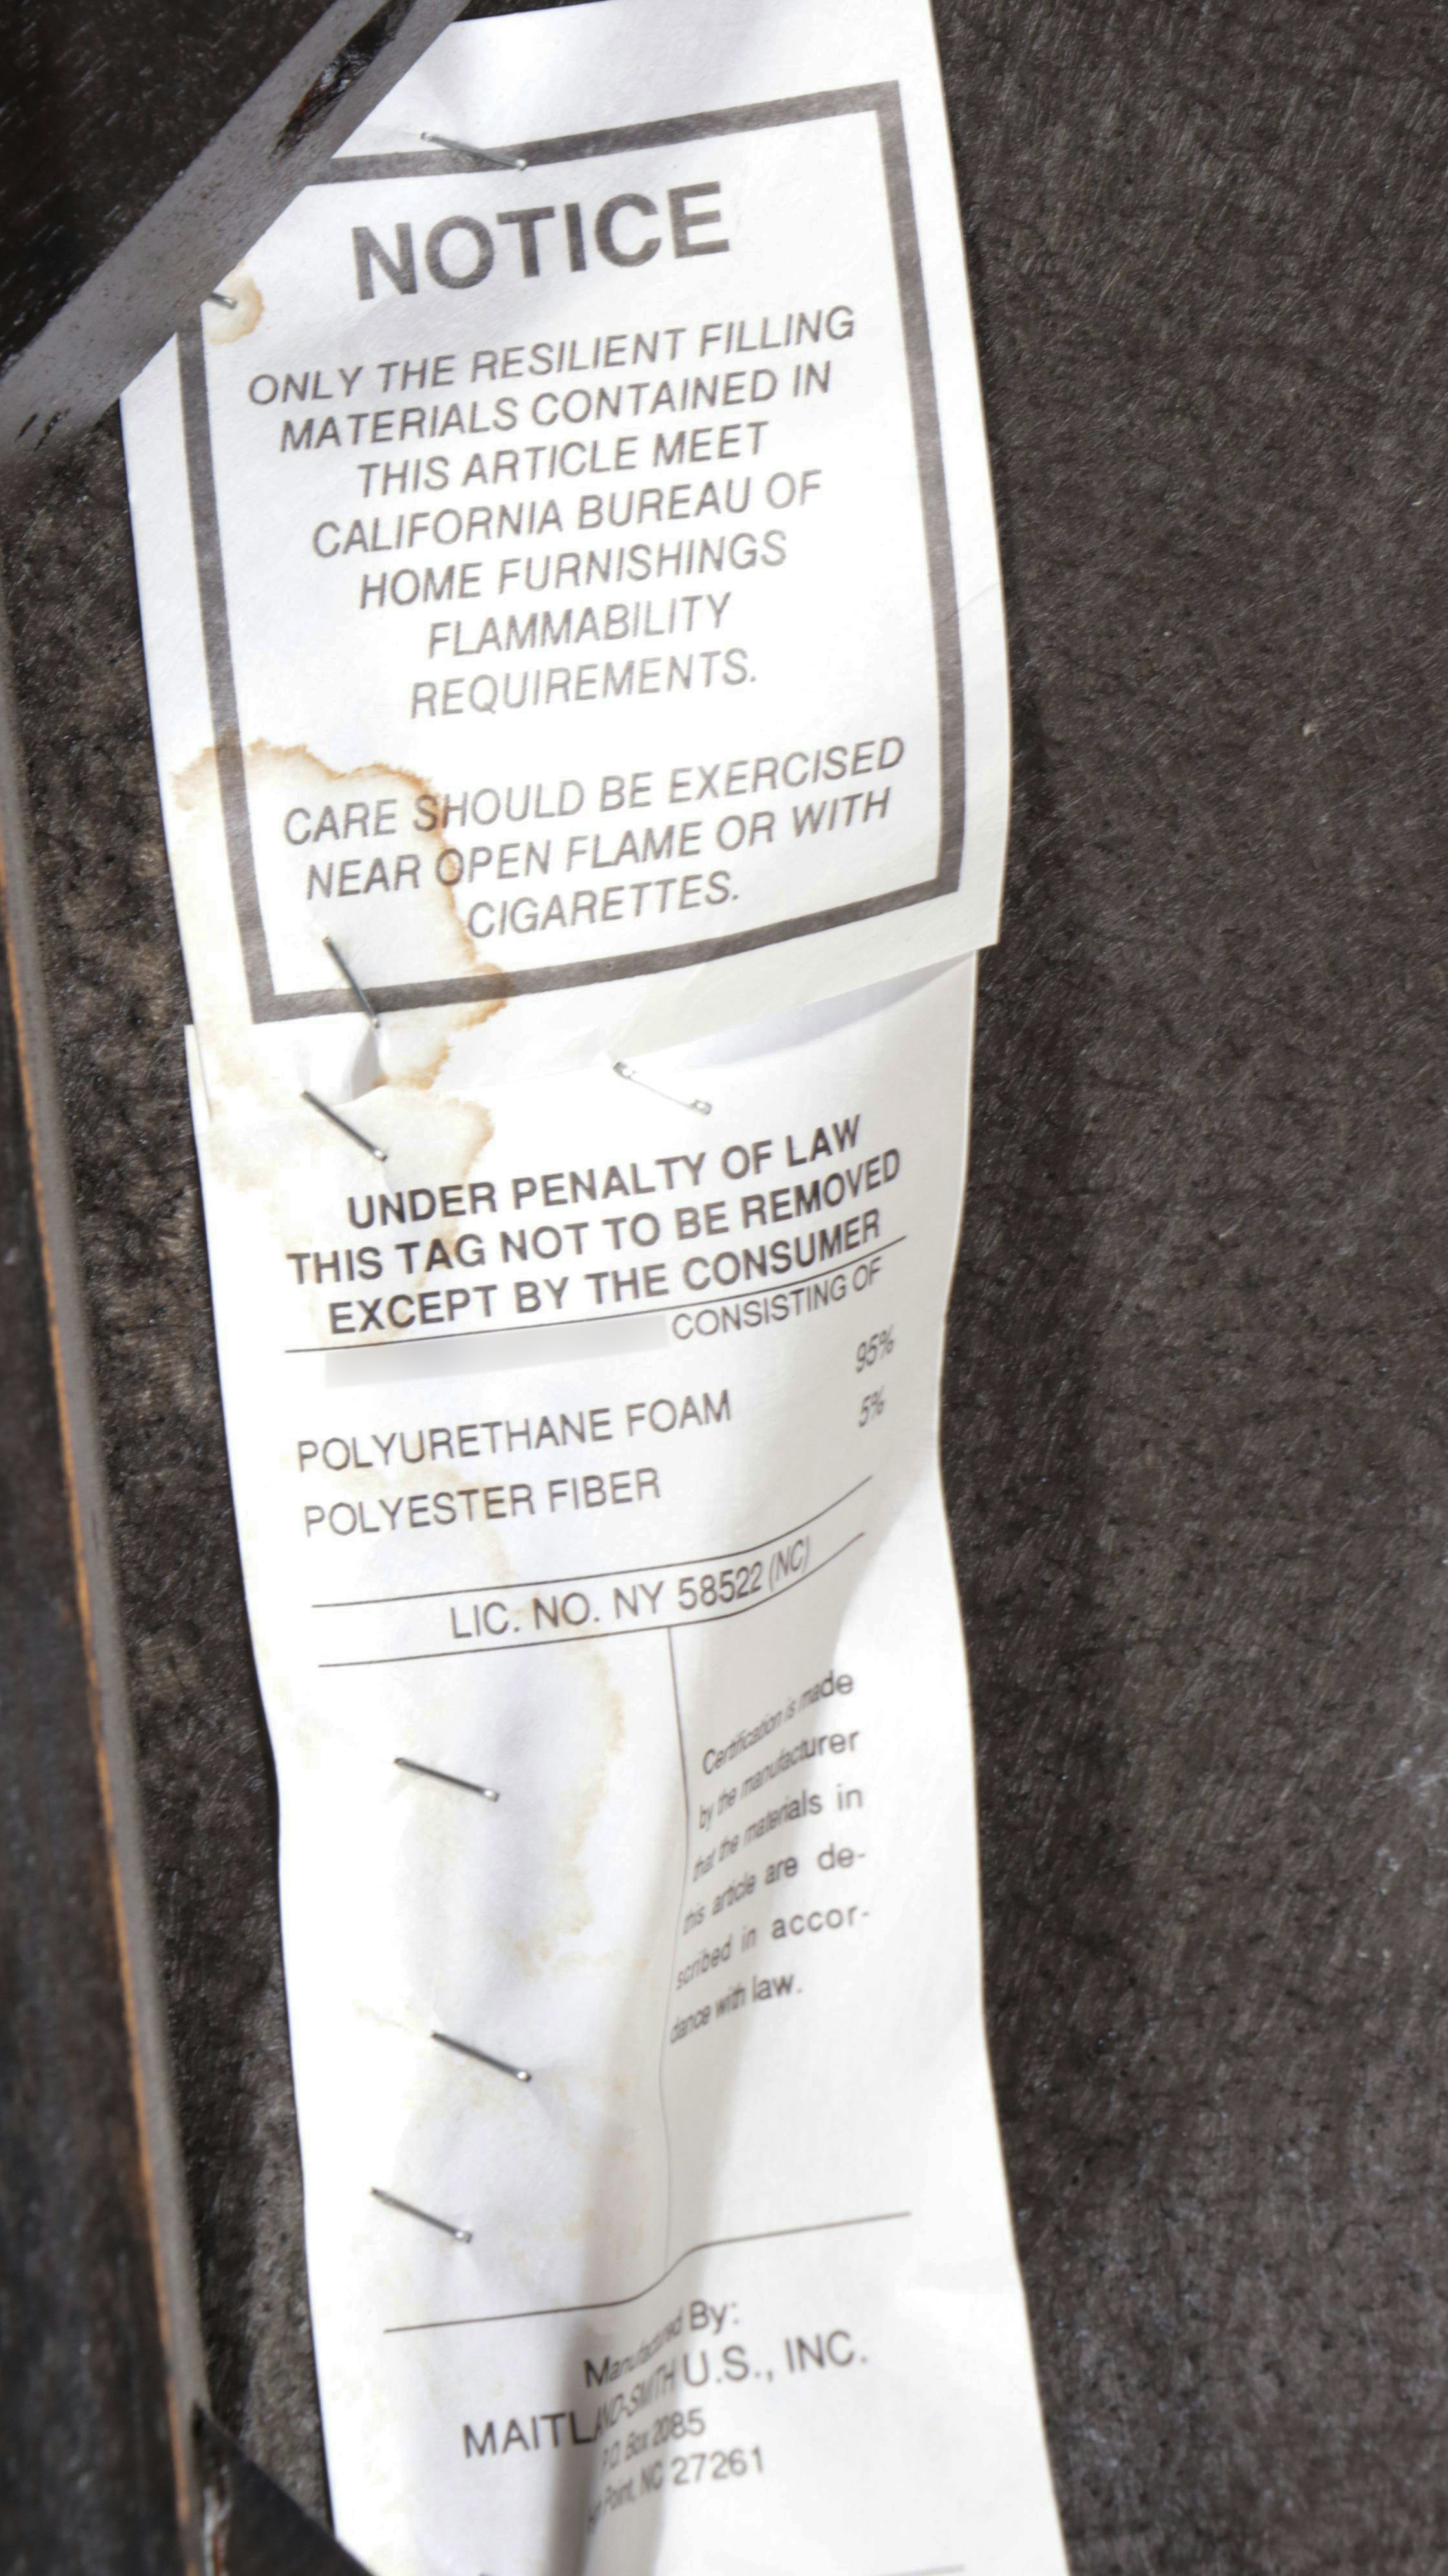 NOTICE
ONLY THE RESILIENT FILLING
MATERIALS CONTAINED IN
THIS ARTICLE MEET
CALIFORNIA BUREAU OF
HOME FURNISHINGS
FLAMMABILITY
REQUIREMENTS.
CARE SHOULD BE EXERCISED
NEAR OPEN FLAME OR WITH
CIGARETTES.
UNDER PENALTY OF LAW
THIS TAG NOT TO BE REMOVED
EXCEPT BY THE CONSUMER
CONSISTING OF
POLYURETHANE FOAM 95%
POLYESTER FIBER 5%
LIC. NO. NY 58522 (NC)
Certification is made
by the manufacturer
that the materials in
this article are de-
scribed in accor-
dance with law.
Manufactured By:
MAITLAND-SMITH U.S., INC.
P.O. Box 2085
Point, NC 27261